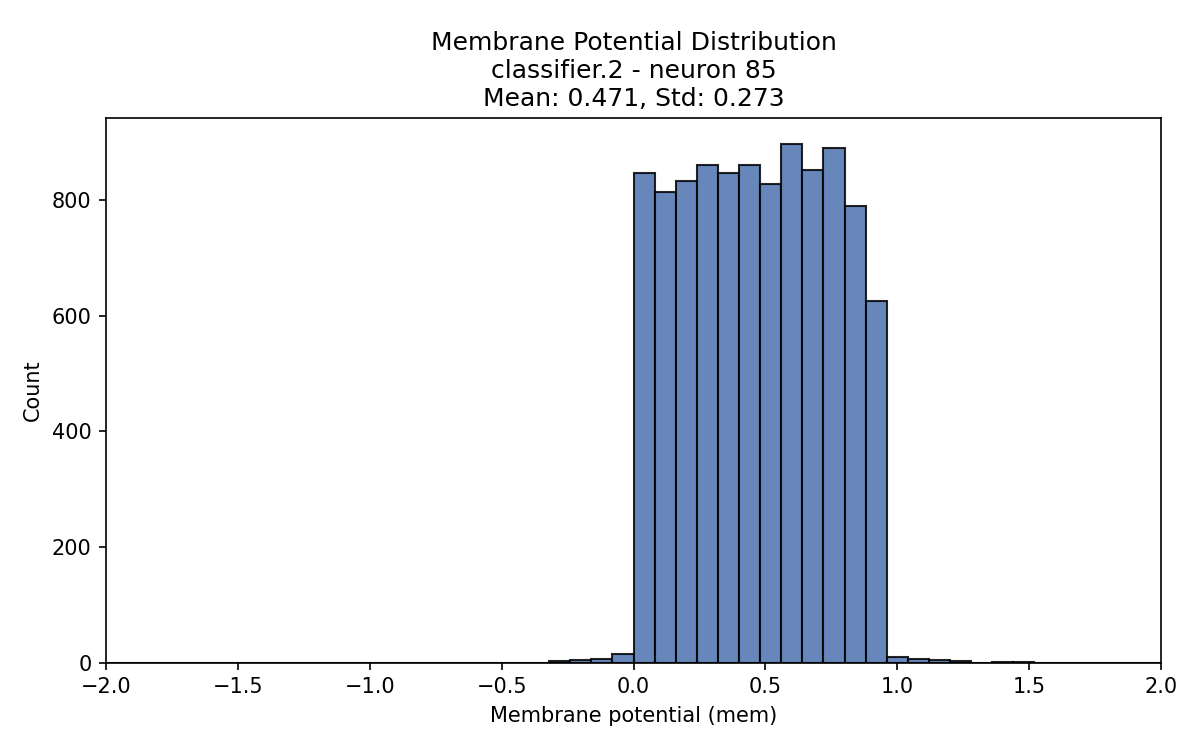 Membrane Potential Distribution
classifier.2 - neuron 85
Mean: 0.471, Std: 0.273
Count
800
600
400
200
0
−2.0 −1.5 −1.0 −0.5 0.0 0.5 1.0 1.5 2.0
Membrane potential (mem)